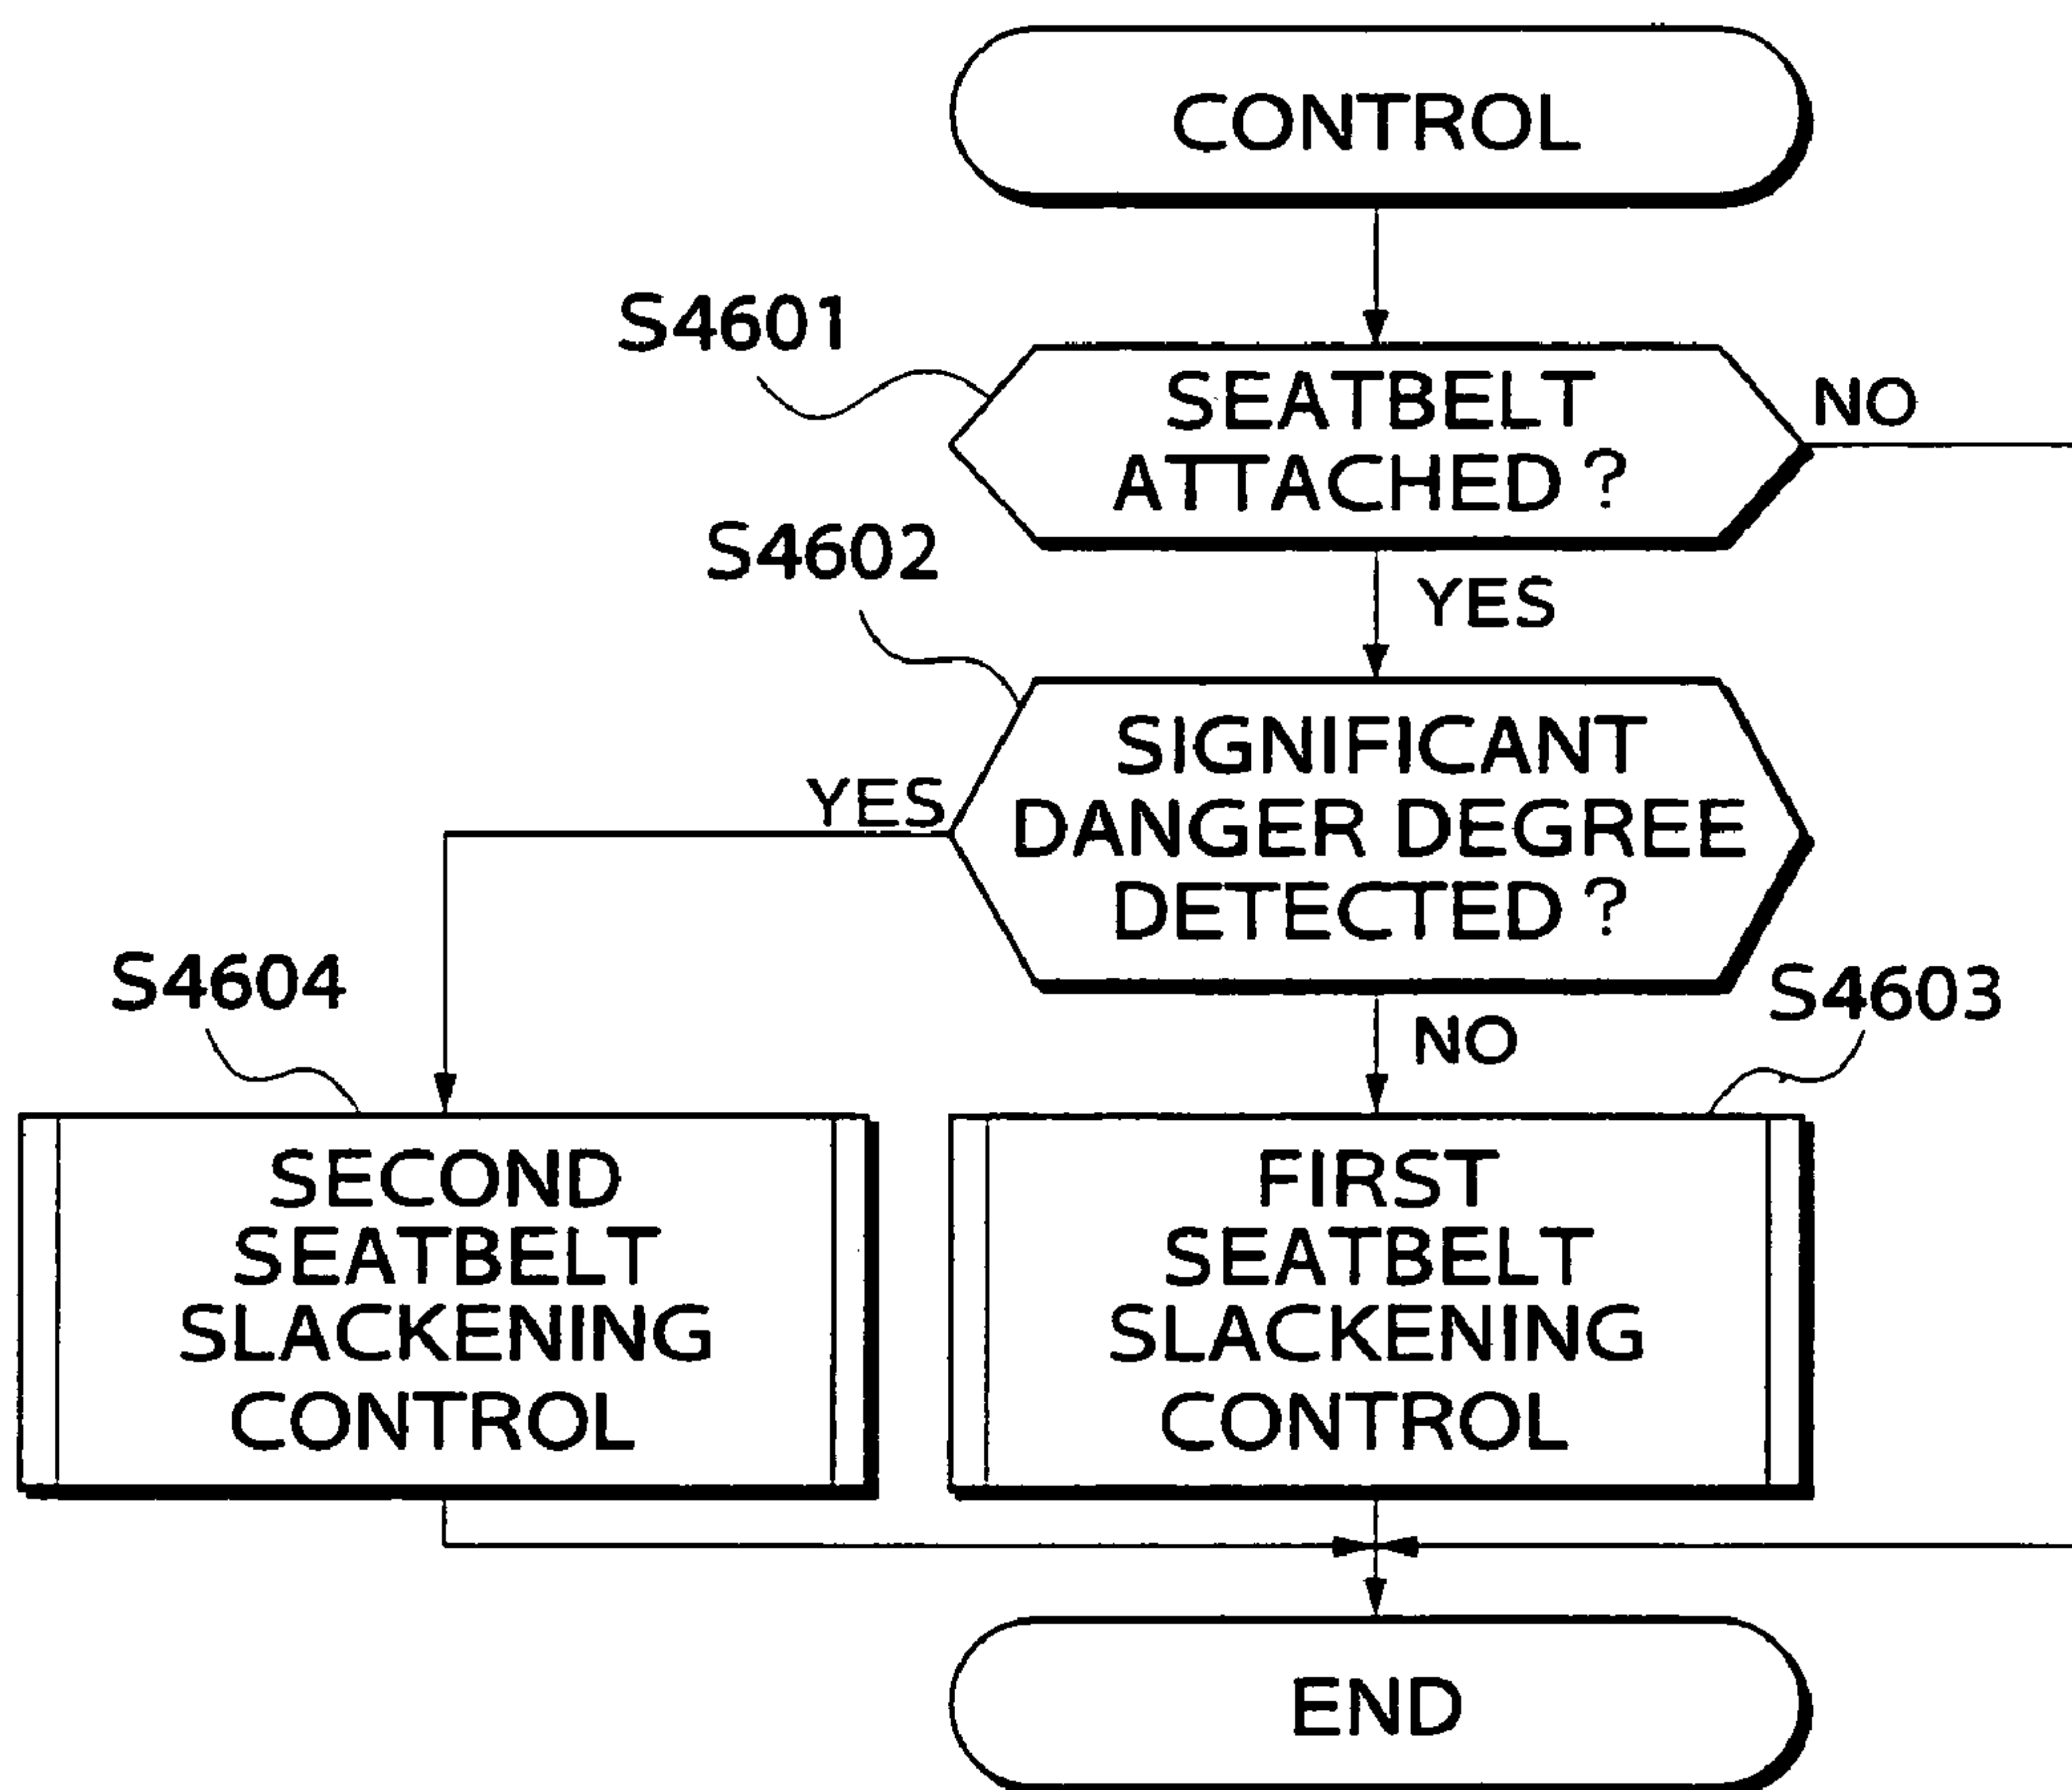 CONTROL
S4601
SEATBELT
ATTACHED ?
NO
S4602
YES
SIGNIFICANT
DANGER DEGREE
DETECTED ?
YES
S4604
S4603
NO
SECOND
SEATBELT
SLACKENING
CONTROL
FIRST
SEATBELT
SLACKENING
CONTROL
END